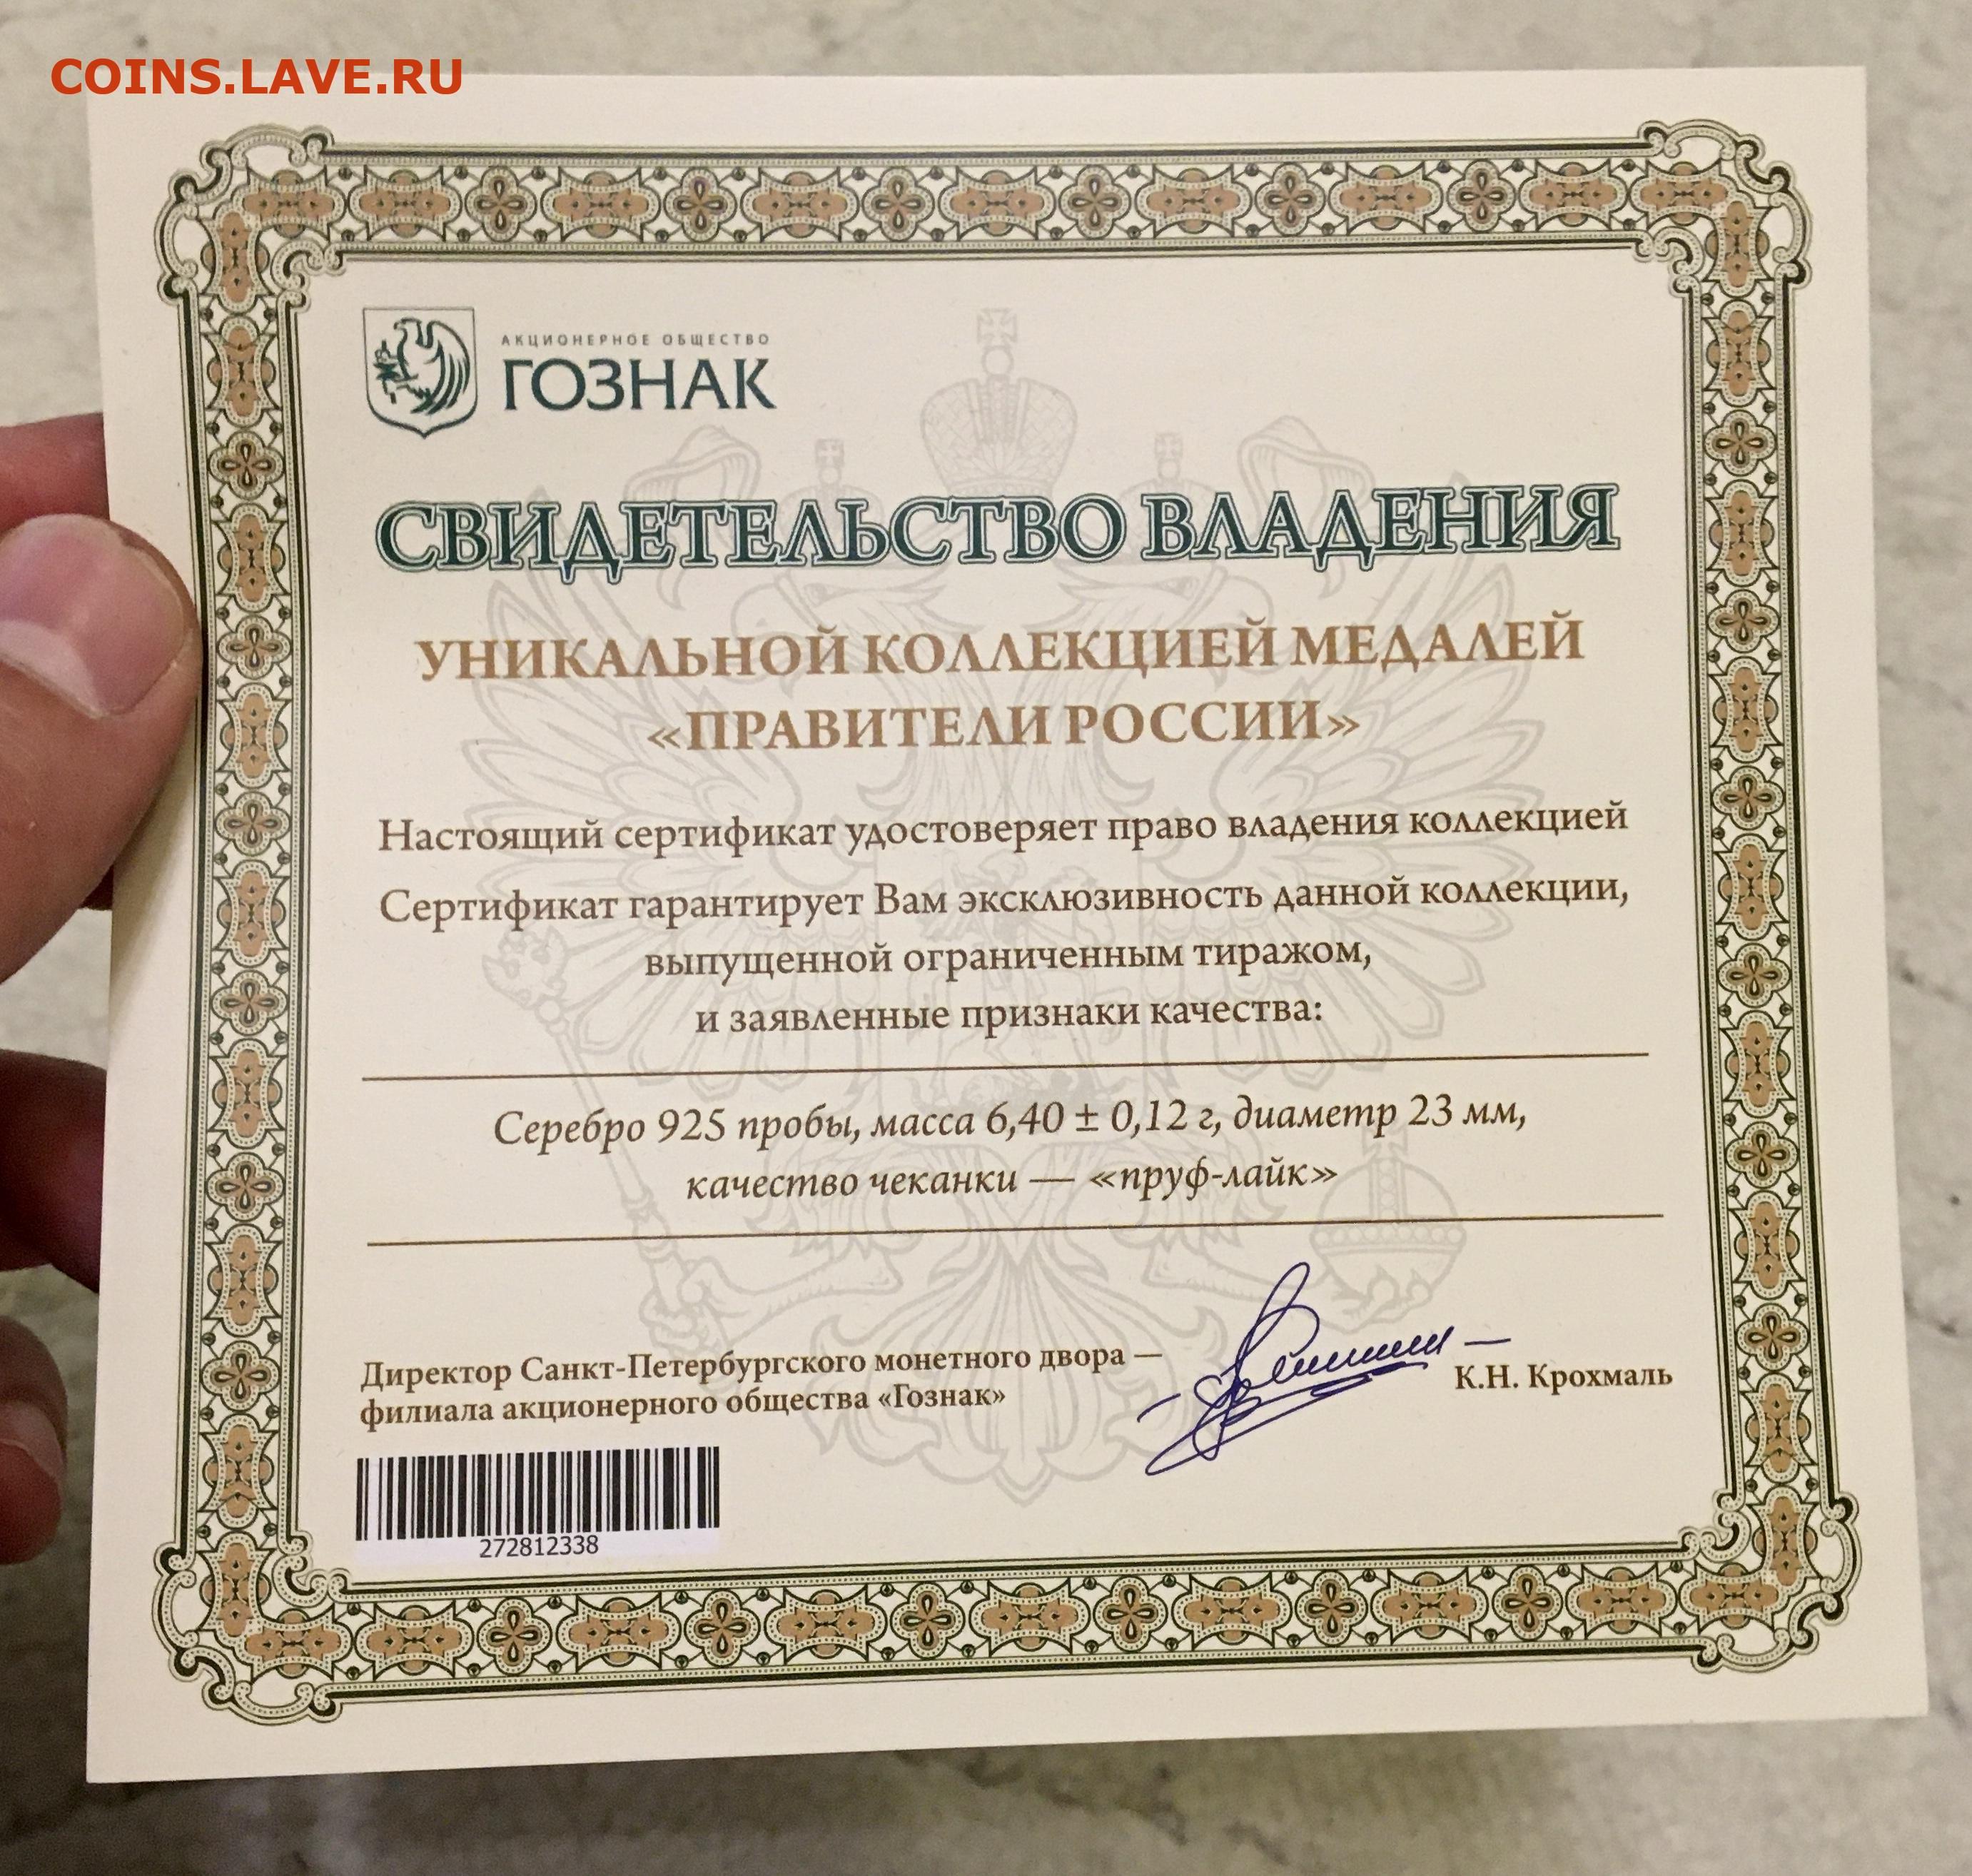 COINS.LAVE.RU
АКЦИОНЕРНОЕ ОБЩЕСТВО
ГОЗНАК
СВИДЕТЕЛЬСТВО ВЛАДЕНИЯ
УНИКАЛЬНОЙ КОЛЛЕКЦИЕЙ МЕДАЛЕЙ
«ПРАВИТЕЛИ РОССИИ»
Настоящий сертификат удостоверяет право владения коллекцией
Сертификат гарантирует Вам эксклюзивность данной коллекции,
выпущенной ограниченным тиражом,
и заявленные признаки качества:
Серебро 925 пробы, масса 6,40 ± 0,12 г, диаметр 23 мм,
качество чеканки — «пруф-лайк»
Директор Санкт-Петербургского монетного двора —
филиала акционерного общества «Гознак»
К.Н. Крохмаль
272812338